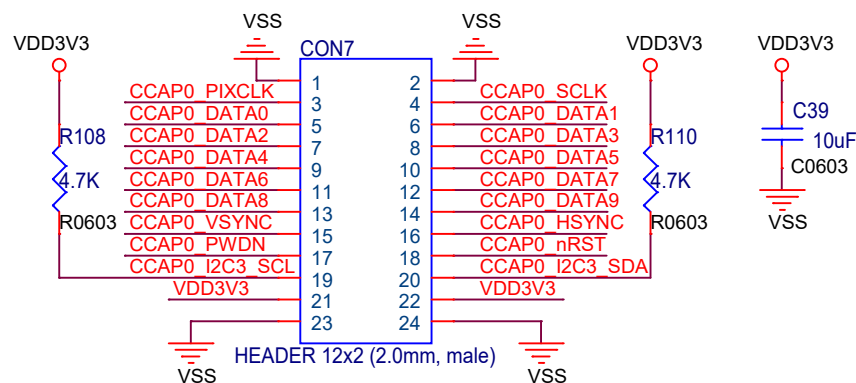 VSS VSS
VDD3V3 CON7 VDD3V3 VDD3V3
1 2
CCAP0_PIXCLK 3 4 CCAP0_SCLK
CCAP0_DATA0 5 6 CCAP0_DATA1
CCAP0_DATA2 7 8 CCAP0_DATA3
CCAP0_DATA4 9 10 CCAP0_DATA5
CCAP0_DATA6 11 12 CCAP0_DATA7
CCAP0_DATA8 13 14 CCAP0_DATA9
CCAP0_VSYNC 15 16 CCAP0_HSYNC
CCAP0_PWDN 17 18 CCAP0_nRST
CCAP0_I2C3_SCL 19 20 CCAP0_I2C3_SDA
VDD3V3 21 22 VDD3V3
23 24
R108
4.7K
R0603
R110
4.7K
R0603
C39
10uF
C0603
VSS
HEADER 12x2 (2.0mm, male)
VSS VSS